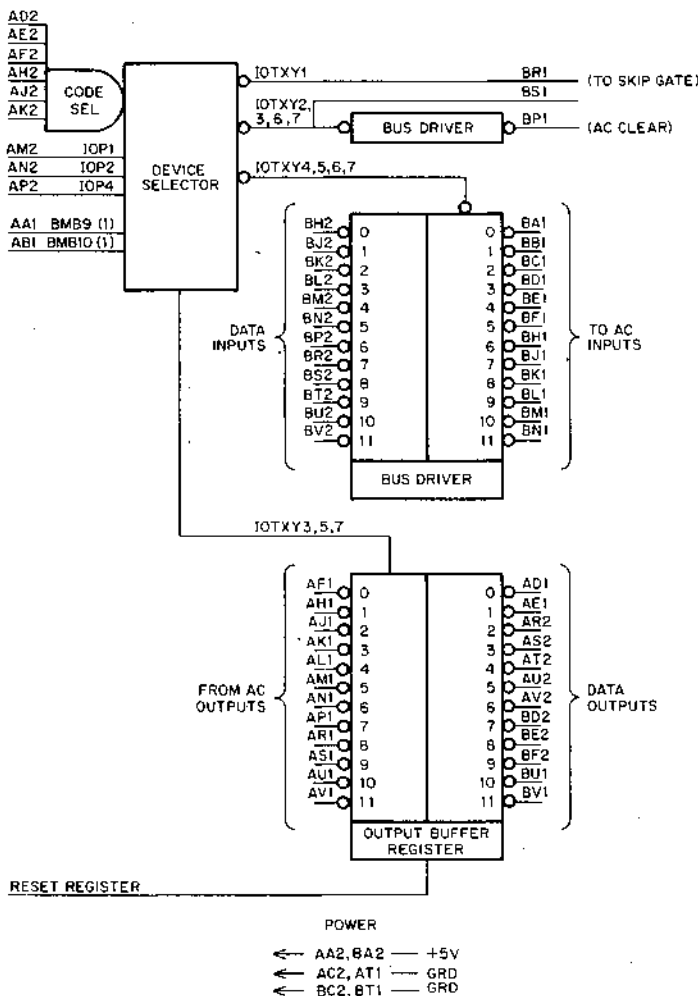 AD2
AE2
AF2
AH2
AJ2
AK2
CODE
SEL
AM2 IOP1
AN2 IOP2
AP2 IOP4
AA1 BMB9 (1)
AB1 BMB10 (1)
DEVICE
SELECTOR
IOTXY1 BR1 (TO SKIP GATE)
BS1
IOTXY2,
3,6,7
BUS DRIVER BP1 (AC CLEAR)
IOTXY4,5,6,7
DATA
INPUTS
BH2 0 0 BA1
BJ2 1 1 BB1
BK2 2 2 BC1
BL2 3 3 BD1
BM2 4 4 BE1
BN2 5 5 BF1
BP2 6 6 BH1
BR2 7 7 BJ1
BS2 8 8 BK1
BT2 9 9 BL1
BU2 10 10 BM1
BV2 11 11 BN1
TO AC
INPUTS
BUS DRIVER
IOTXY3,5,7
FROM AC
OUTPUTS
AF1 0 0 AD1
AH1 1 1 AE1
AJ1 2 2 AR2
AK1 3 3 AS2
AL1 4 4 AT2
AM1 5 5 AU2
AN1 6 6 AV2
AP1 7 7 BD2
AR1 8 8 BE2
AS1 9 9 BF2
AU1 10 10 BU1
AV1 11 11 BV1
DATA
OUTPUTS
OUTPUT BUFFER
REGISTER
RESET REGISTER
POWER
AA2, BA2 +5V
AC2, AT1 GRD
BC2, BT1 GRD